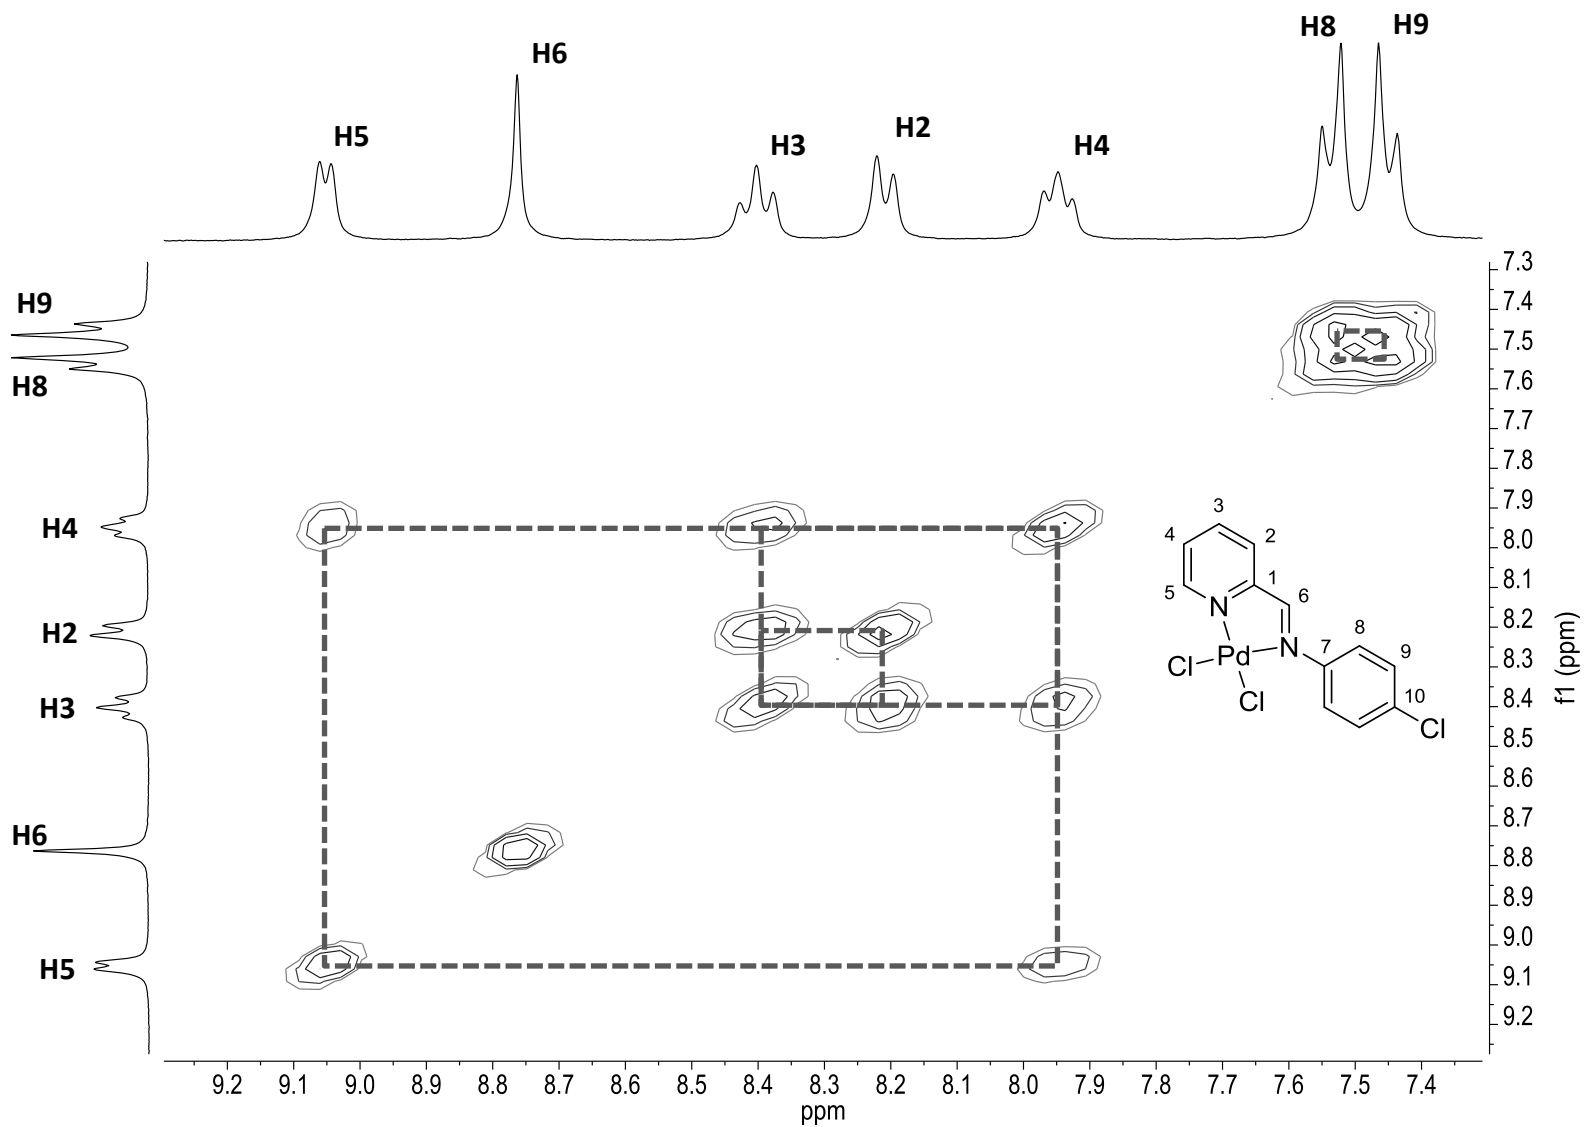 H8 H9
H6
H5 H3 H2 H4
H9
H8
H4
H2
H3
H6
H5
7.3
7.4
7.5
7.6
7.7
7.8
7.9
8.0
8.1
8.2
8.3
8.4
8.5
8.6
8.7
8.8
8.9
9.0
9.1
9.2
f1 (ppm)
3
4 2
5 1
N 6
8
Pd N 7 9
Cl
Cl 10
Cl
9.2 9.1 9.0 8.9 8.8 8.7 8.6 8.5 8.4 8.3 8.2 8.1 8.0 7.9 7.8 7.7 7.6 7.5 7.4
ppm